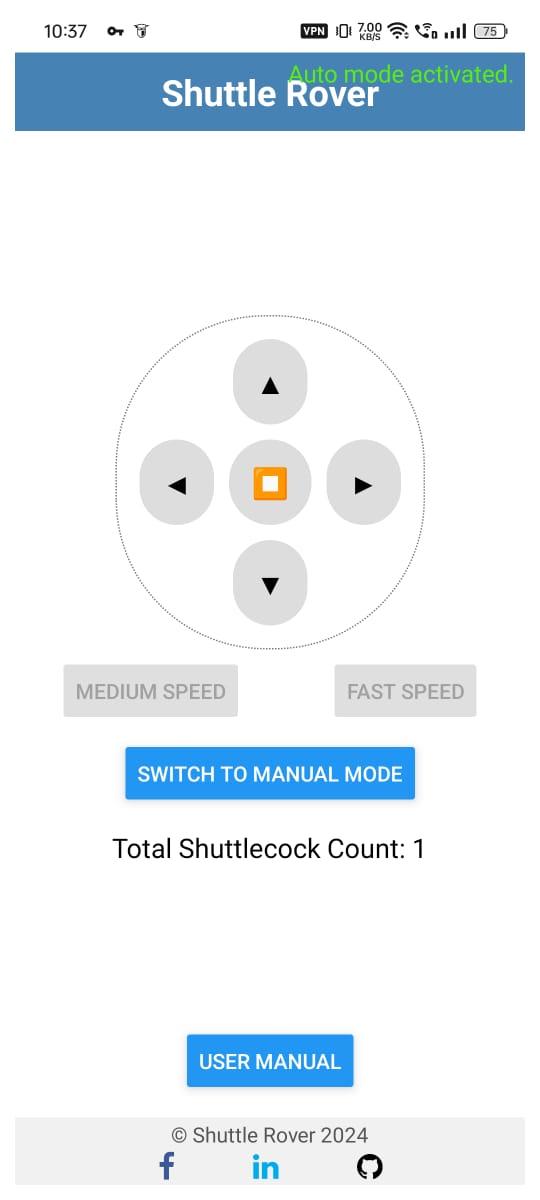 10:37 VPN 7.00 KB/S 75
Auto mode activated.
Shuttle Rover
MEDIUM SPEED FAST SPEED
SWITCH TO MANUAL MODE
Total Shuttlecock Count: 1
USER MANUAL
© Shuttle Rover 2024